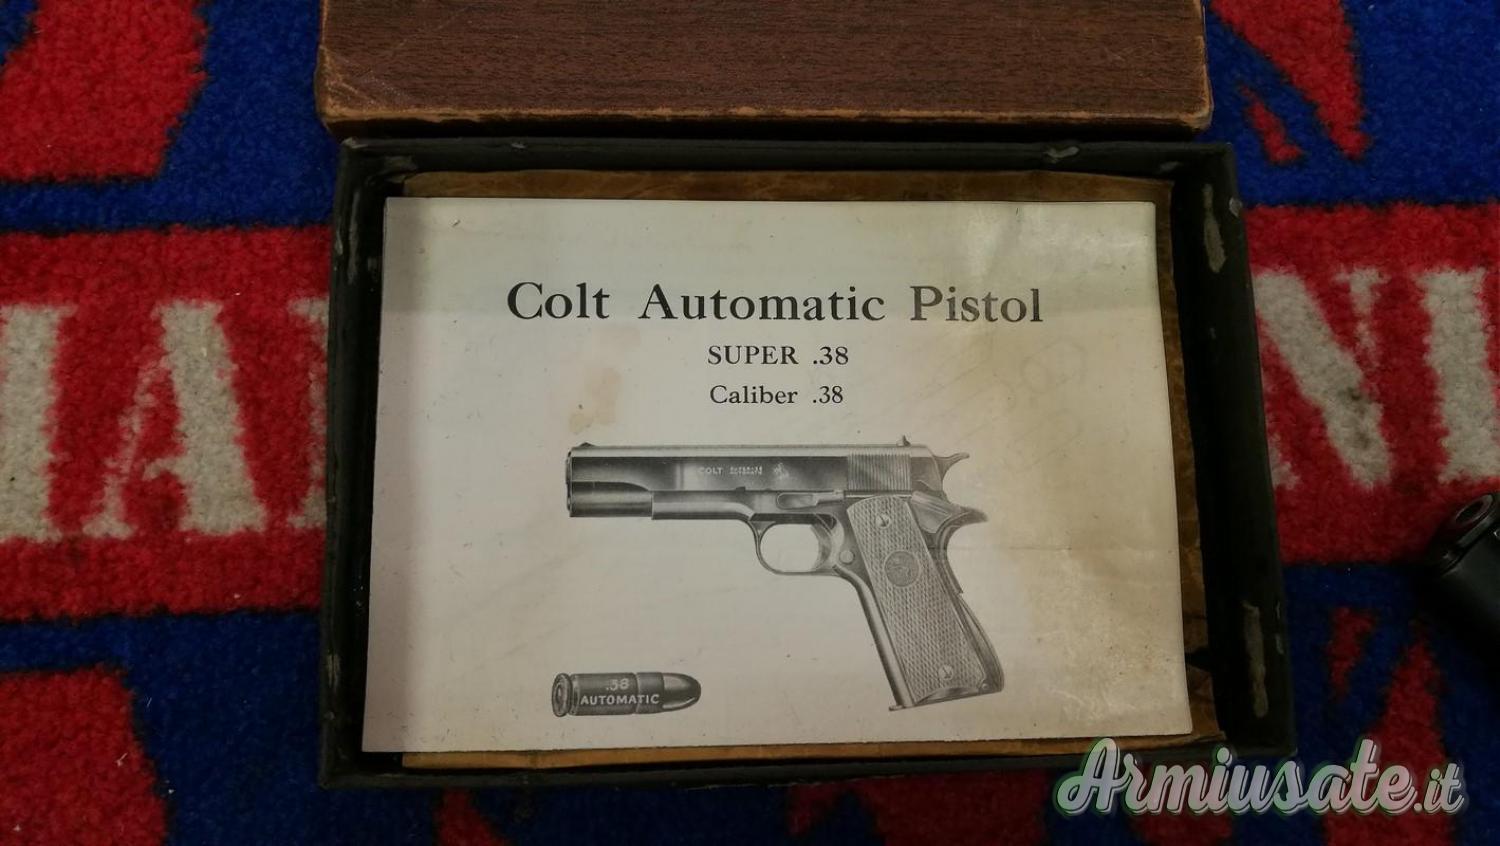 Colt Automatic Pistol
SUPER .38
Caliber .38
COLT
.38
AUTOMATIC
Armiusate.it